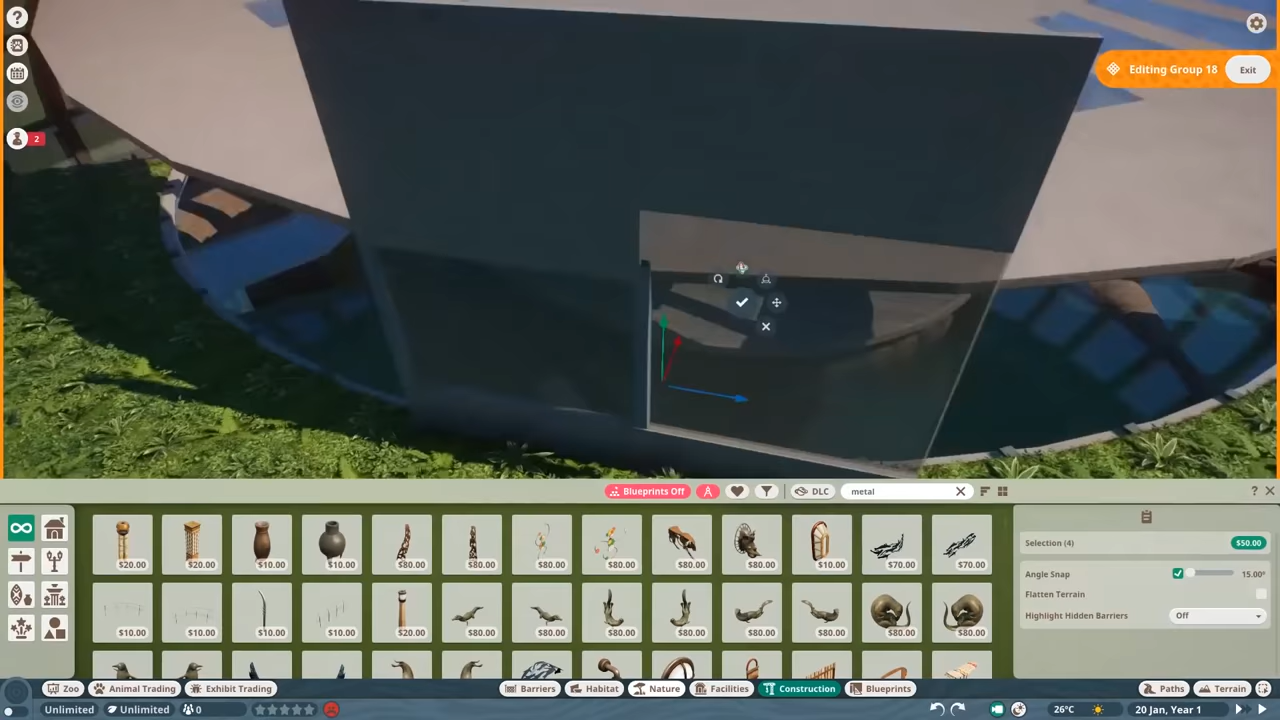 ?
Editing Group 18 Exit
2
Blueprints Off DLC metal ? ×
$20.00 $20.00 $10.00 $10.00 $80.00 $80.00 $80.00 $80.00 $80.00 $80.00 $10.00 $70.00 $70.00
$10.00 $10.00 $10.00 $10.00 $20.00 $80.00 $80.00 $80.00 $80.00 $80.00 $80.00 $80.00 $80.00
Selection (4) $50.00
Angle Snap 15.00°
Flatten Terrain
Highlight Hidden Barriers Off
Zoo Animal Trading Exhibit Trading Barriers Habitat Nature Facilities Construction Blueprints Paths Terrain
Unlimited Unlimited 0 26°C 20 Jan, Year 1